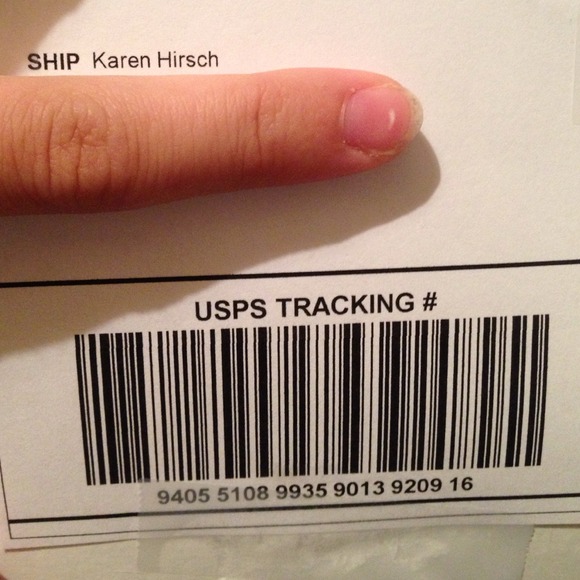 SHIP Karen Hirsch
USPS TRACKING #
9405 5108 9935 9013 9209 16